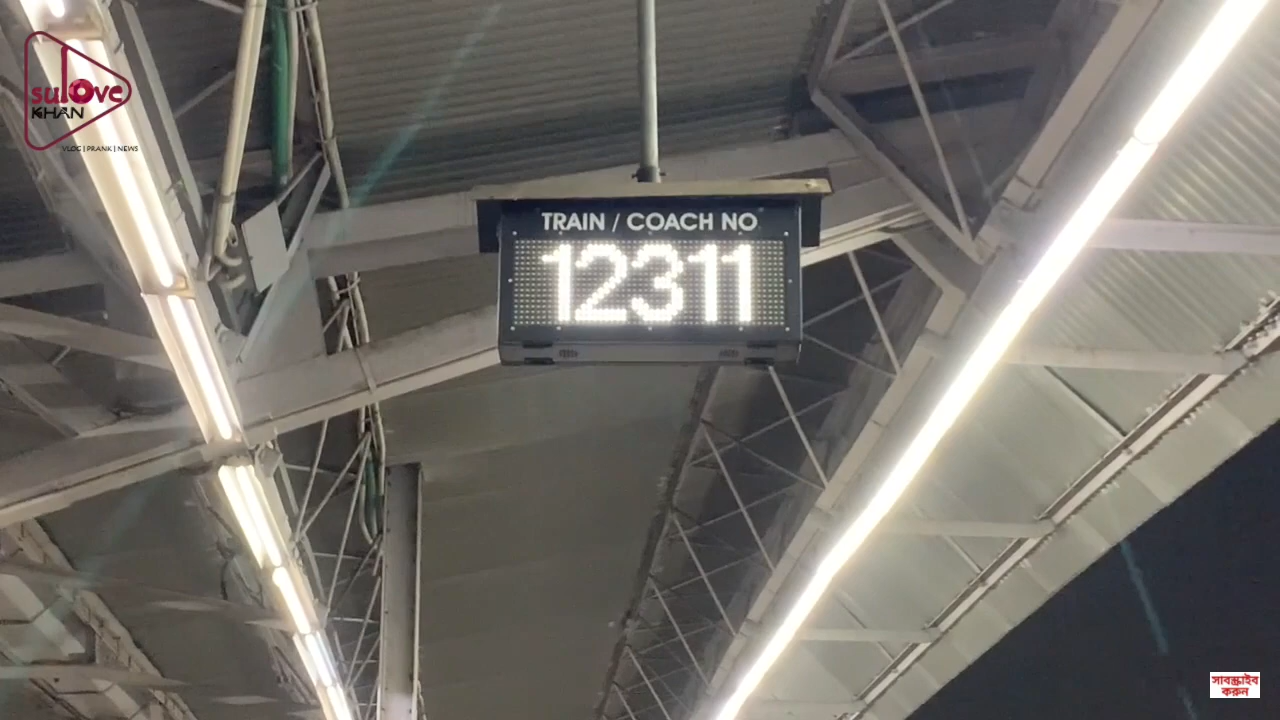 sulove
KHAN
VLOG | PRANK | NEWS
TRAIN / COACH NO
12311
সাবস্ক্রাইব
করুন